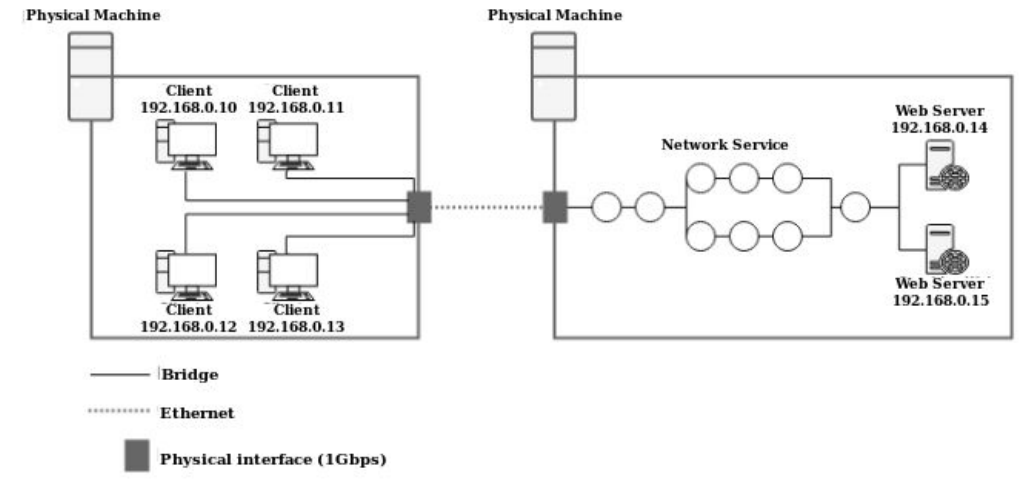 Physical Machine
Physical Machine
Client
192.168.0.10
Client
192.168.0.11
Network Service
Web Server
192.168.0.14
Client
192.168.0.12
Client
192.168.0.13
Web Server
192.168.0.15
Bridge
Ethernet
Physical interface (1Gbps)